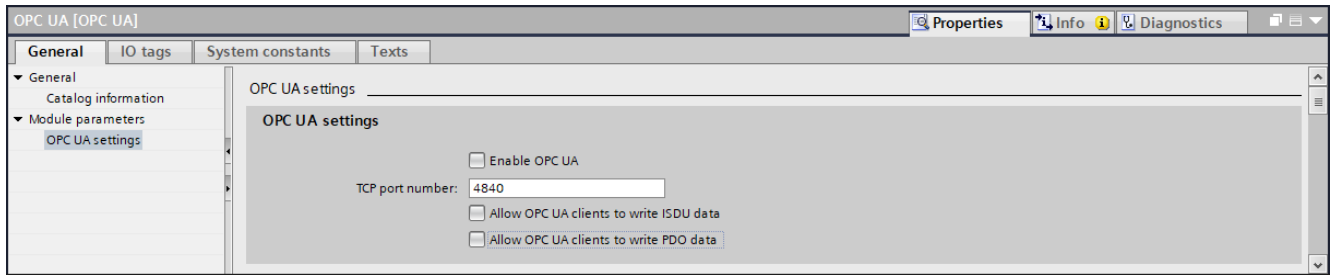 OPC UA [OPC UA]
Properties Info Diagnostics
General IO tags System constants Texts
General
Catalog information
Module parameters
OPC UA settings
OPC UA settings
OPC UA settings
Enable OPC UA
TCP port number: 4840
Allow OPC UA clients to write ISDU data
Allow OPC UA clients to write PDO data